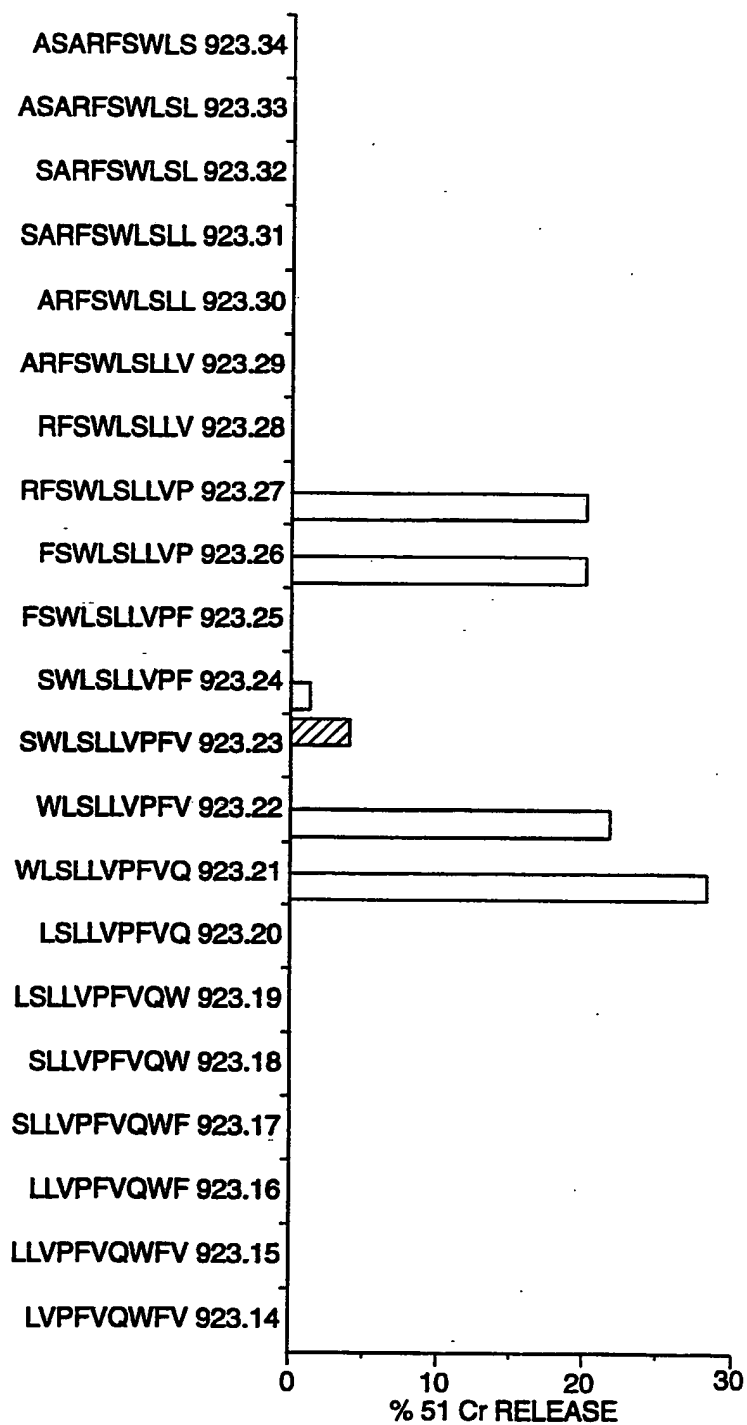 ASARFSWLS 923.34
ASARFSWLSL 923.33
SARFSWLSL 923.32
SARFSWLSLL 923.31
ARFSWLSLL 923.30
ARFSWLSLLV 923.29
RFSWLSLLV 923.28
RFSWLSLLVP 923.27
FSWLSLLVP 923.26
FSWLSLLVPF 923.25
SWLSLLVPF 923.24
SWLSLLVPFV 923.23
WLSLLVPFV 923.22
WLSLLVPFVQ 923.21
LSLLVPFVQ 923.20
LSLLVPFVQW 923.19
SLLVPFVQW 923.18
SLLVPFVQWF 923.17
LLVPFVQWF 923.16
LLVPFVQWFV 923.15
LVPFVQWFV 923.14
0 10 20 30
% 51 Cr RELEASE